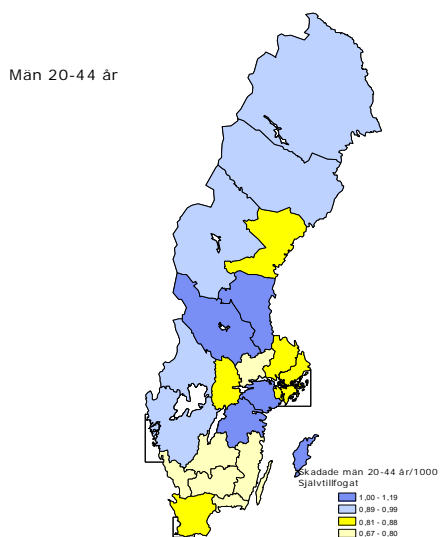 Män 20-44 år
Skadade män 20-44 år/1000
Självtillfogat
1,00 - 1,19
0,89 - 0,99
0,81 - 0,88
0,67 - 0,80